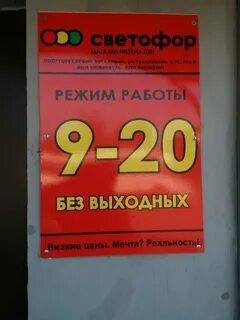 светофор
МАГАЗИН НИЗКИХ ЦЕН
РЕЖИМ РАБОТЫ!
9-20
БЕЗ ВЫХОДНЫХ
Низкие цены. Мечта? Реальность!